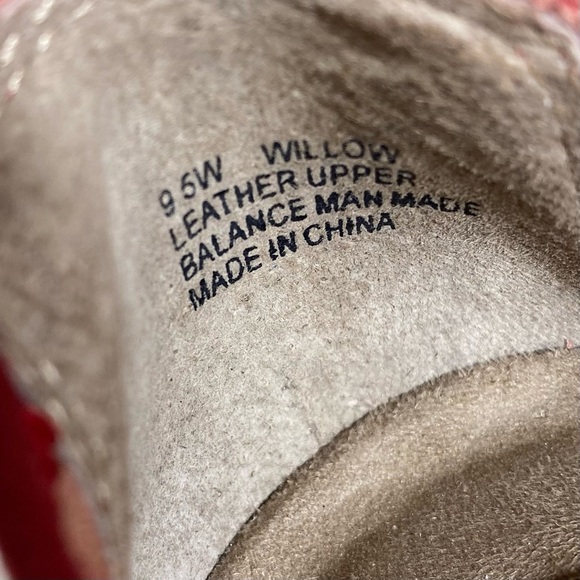 9 5W WILLOW
LEATHER UPPER
BALANCE MAN MADE
MADE IN CHINA